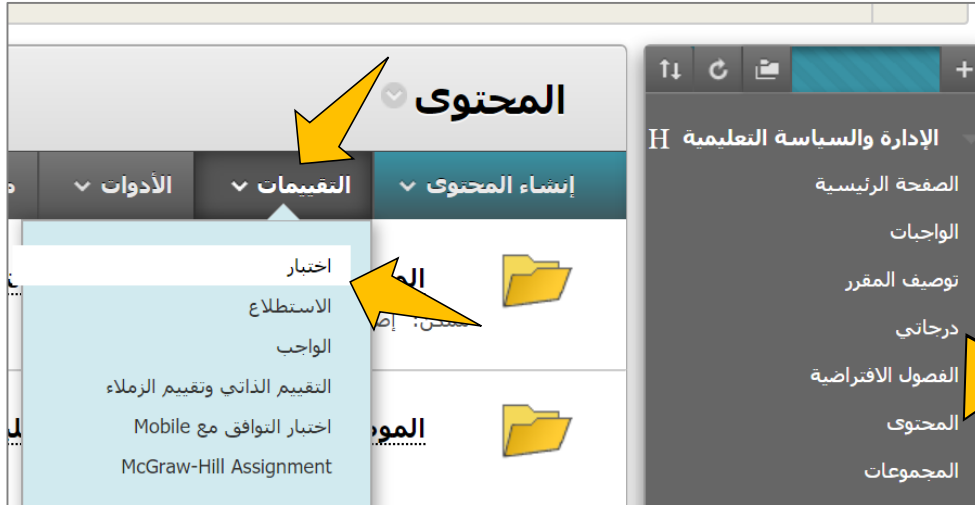 الإدارة والسياسة التعليمية H
الصفحة الرئيسية
الواجبات
توصيف المقرر
درجاتي
الفصول الافتراضية
المحتوى
المجموعات
المحتوى
إنشاء المحتوى
التقييمات
الأدوات
اختبار
الاستطلاع
الواجب
التقييم الذاتي وتقييم الزملاء
اختبار التوافق مع Mobile
McGraw-Hill Assignment